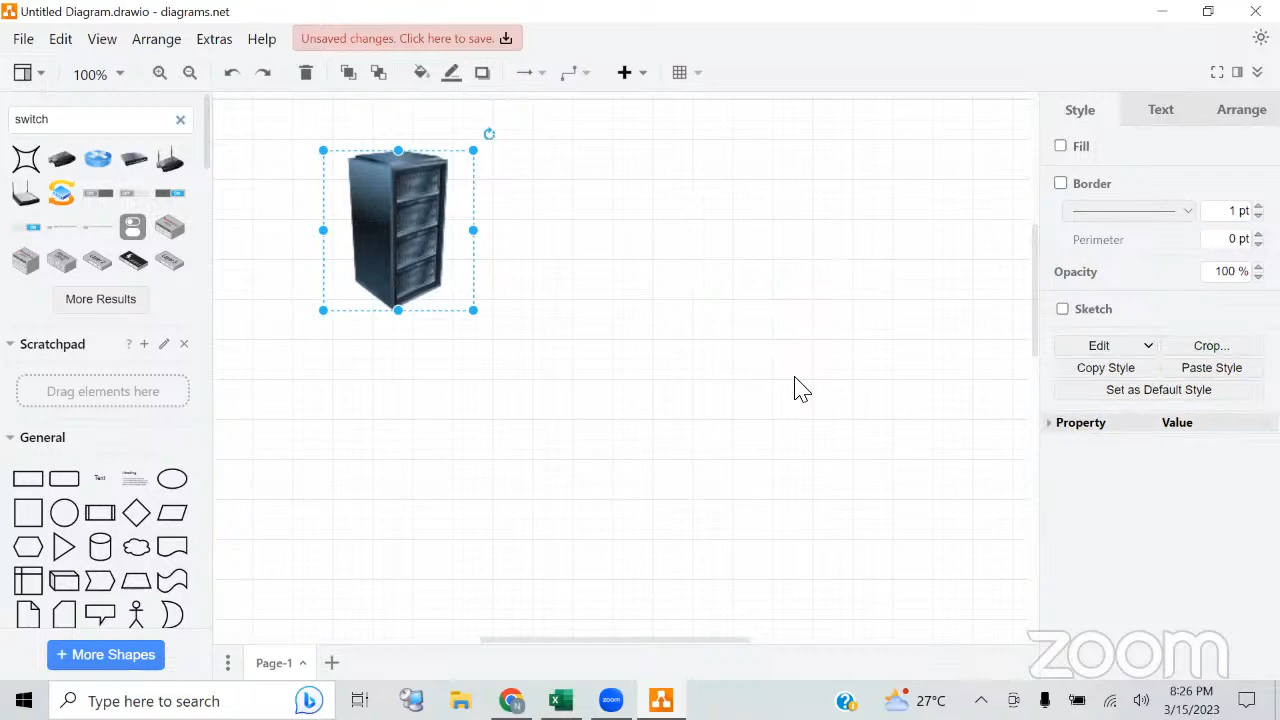 Untitled Diagram.drawio - diagrams.net
File Edit View Arrange Extras Help Unsaved changes. Click here to save.
100%
switch
Style Text Arrange
Fill
Border
1 pt
Perimeter 0 pt
Opacity 100 %
More Results
Sketch
Scratchpad ?
Edit Crop...
Copy Style Paste Style
Drag elements here
Set as Default Style
Property Value
General
Text
Heading
+ More Shapes
Page-1
zoom
Type here to search
zoom
27°C
8:26 PM
3/15/2023